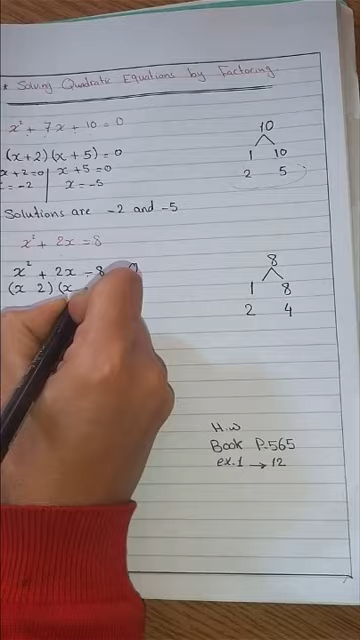 * Solving Quadratic Equations by Factoring.
x² + 7x + 10 = 0
(x+2)(x+5)=0
x+2=0 | x+5=0
= -2 | x=-5
Solutions are -2 and -5
10
1 10
2 5
x² + 2x = 8
x² + 2x - 8 = 0
(x 2)(x
8
1 8
2 4
H.W
Book P.565
ex.1 → 12